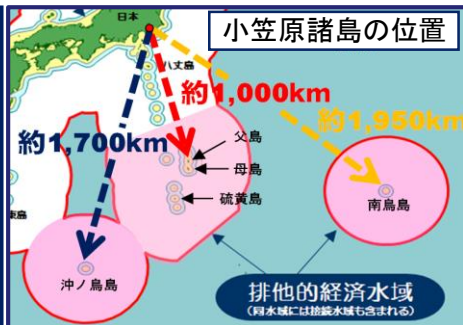 小笠原諸島の位置
日本
八丈島
約1,000km
約1,700km
約1,950km
父島
母島
硫黄島
南鳥島
沖ノ鳥島
排他的経済水域
(同水域には接続水域も含まれる)